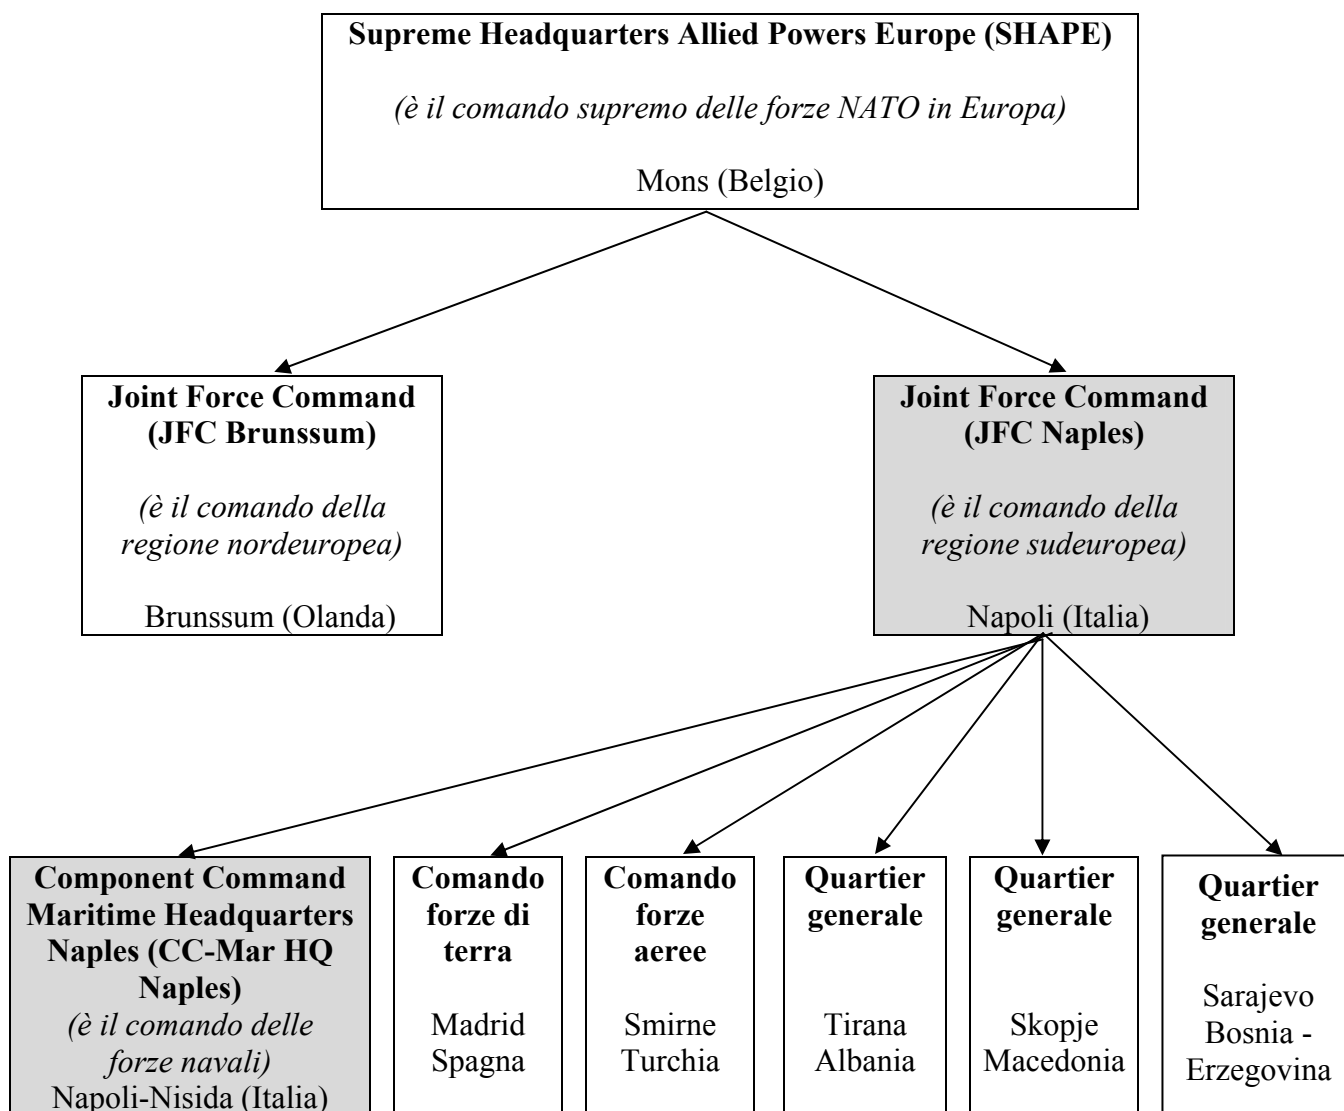 Supreme Headquarters Allied Powers Europe (SHAPE)
(è il comando supremo delle forze NATO in Europa)
Mons (Belgio)
Joint Force Command
(JFC Brunssum)
(è il comando della
regione nordeuropea)
Brunssum (Olanda)
Joint Force Command
(JFC Naples)
(è il comando della
regione sudeuropea)
Napoli (Italia)
Component Command
Maritime Headquarters
Naples (CC-Mar HQ
Naples)
(è il comando delle
forze navali)
Napoli-Nisida (Italia)
Comando
forze di
terra
Madrid
Spagna
Comando
forze
aeree
Smirne
Turchia
Quartier
generale
Tirana
Albania
Quartier
generale
Skopje
Macedonia
Quartier
generale
Sarajevo
Bosnia -
Erzegovina